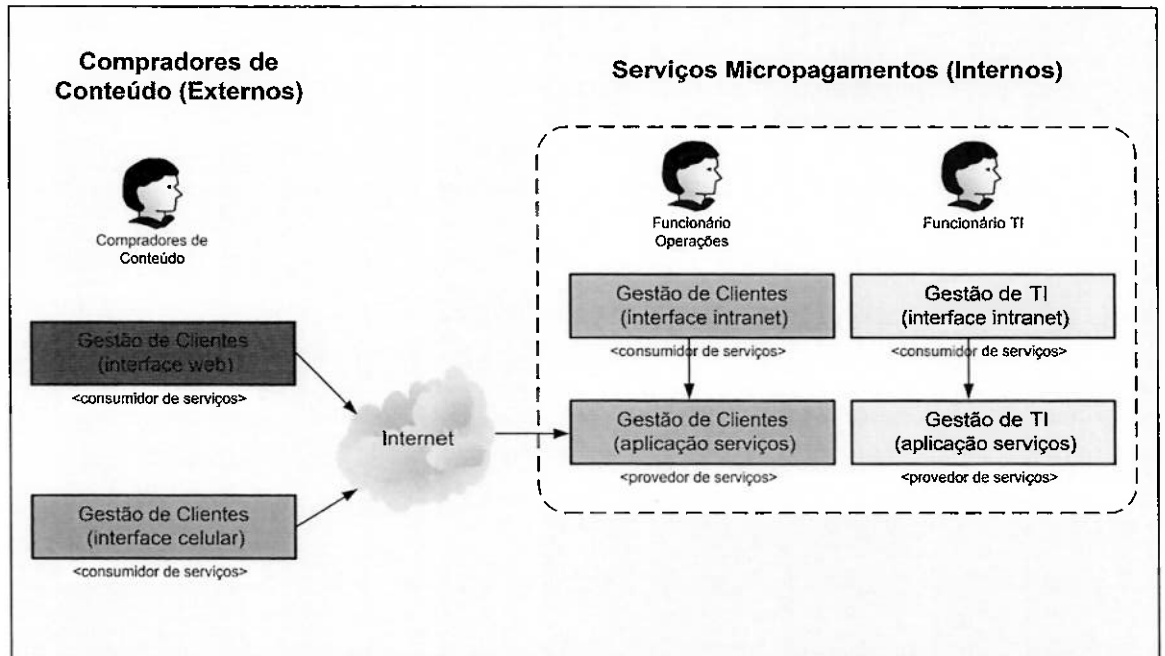 Compradores de
Conteúdo (Externos)
Compradores de
Conteúdo
Gestão de Clientes
(interface web)
<consumidor de serviços>
Gestão de Clientes
(interface celular)
<consumidor de serviços>
Internet
Serviços Micropagamentos (Internos)
Funcionário
Operações
Funcionário TI
Gestão de Clientes
(interface intranet)
<consumidor de serviços>
Gestão de TI
(interface intranet)
<consumidor de serviços>
Gestão de Clientes
(aplicação serviços)
<provedor de serviços>
Gestão de TI
(aplicação serviços)
<provedor de serviços>